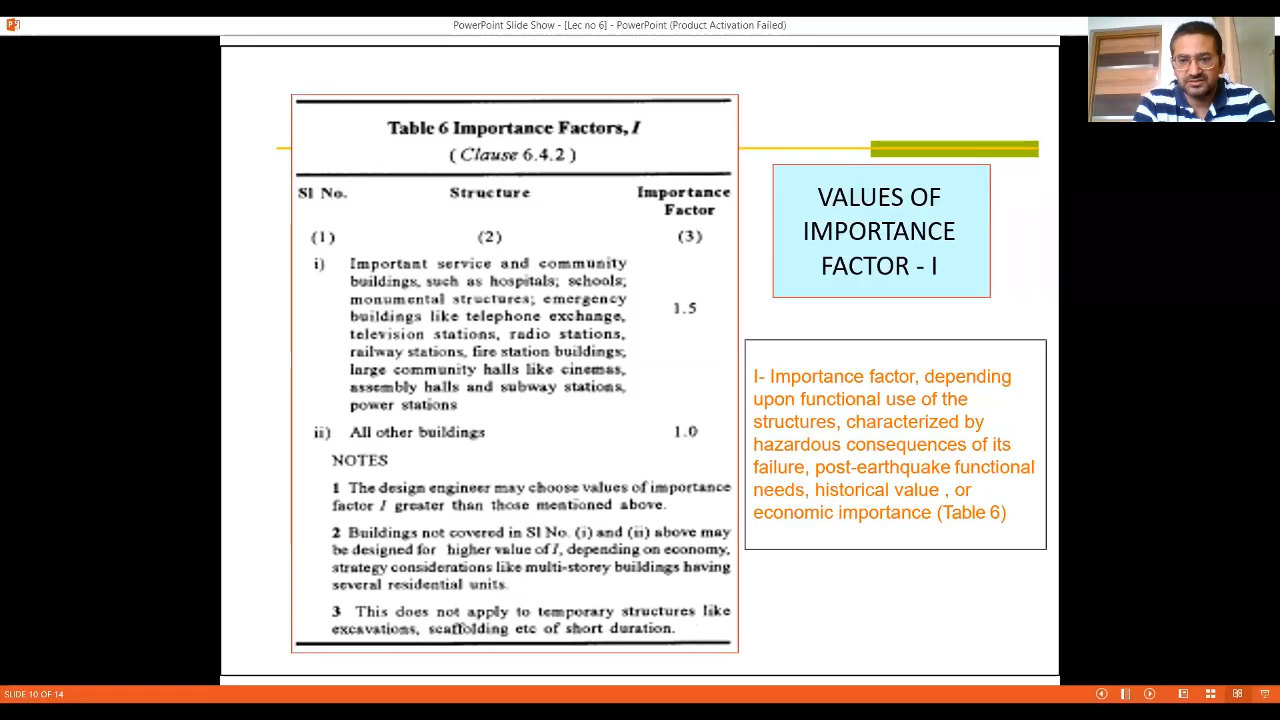 PowerPoint Slide Show - [Lec no 6] - PowerPoint (Product Activation Failed)
Table 6 Importance Factors, I
( Clause 6.4.2 )
Sl No. Structure Importance
Factor
(1) (2) (3)
i) Important service and community
buildings, such as hospitals; schools;
monumental structures; emergency
buildings like telephone exchange,
television stations, radio stations,
railway stations, fire station buildings;
large community halls like cinemas,
assembly halls and subway stations,
power stations
1.5
ii) All other buildings 1.0
NOTES
1 The design engineer may choose values of importance
factor I greater than those mentioned above.
2 Buildings not covered in Sl No. (i) and (ii) above may
be designed for higher value of I, depending on economy,
strategy considerations like multi-storey buildings having
several residential units.
3 This does not apply to temporary structures like
excavations, scaffolding etc of short duration.
VALUES OF
IMPORTANCE
FACTOR - I
I- Importance factor, depending
upon functional use of the
structures, characterized by
hazardous consequences of its
failure, post-earthquake functional
needs, historical value , or
economic importance (Table 6)
SLIDE 10 OF 14